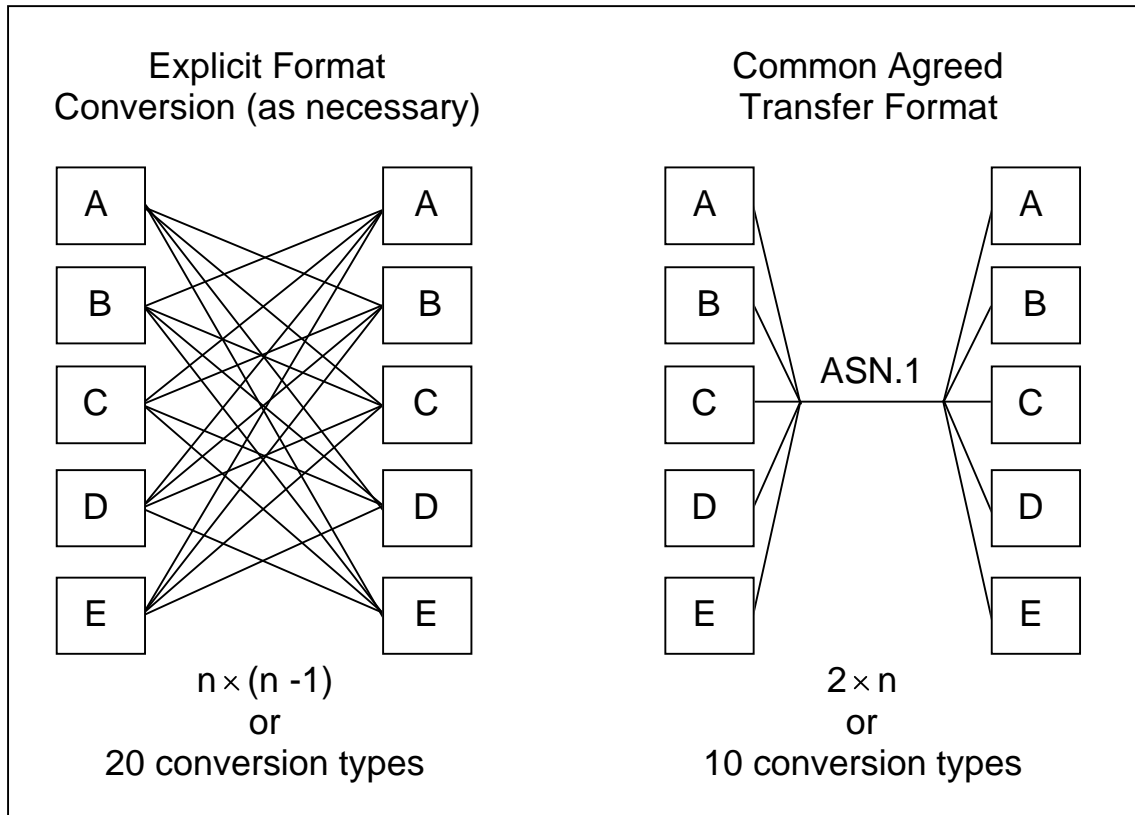 Explicit Format
Conversion (as necessary)
A
A
B
B
C
C
D
D
E
E
n × (n -1)
or
20 conversion types
Common Agreed
Transfer Format
A
A
B
B
ASN.1
C
C
D
D
E
E
2 × n
or
10 conversion types